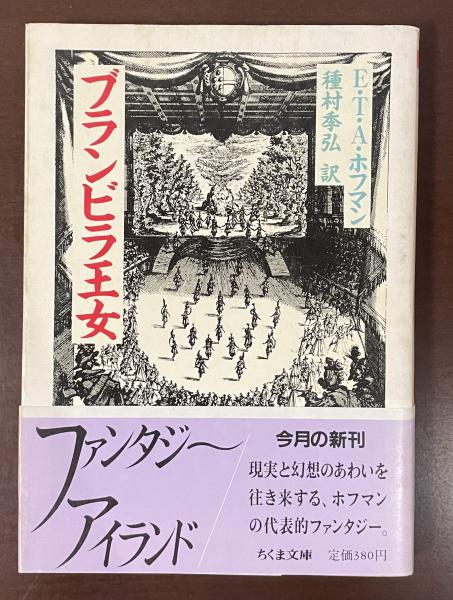 E・T・A・ホフマン
種村季弘 訳
ブランビラ王女
ファンタジー
アイランド
今月の新刊
現実と幻想のあわいを
往き来する、ホフマン
の代表的ファンタジー。
ちくま文庫 定価380円